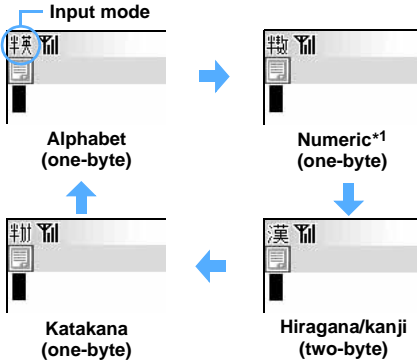 Input mode
半英
半数
Alphabet
(one-byte)
Numeric*1
(one-byte)
半カナ
漢
Katakana
(one-byte)
Hiragana/kanji
(two-byte)